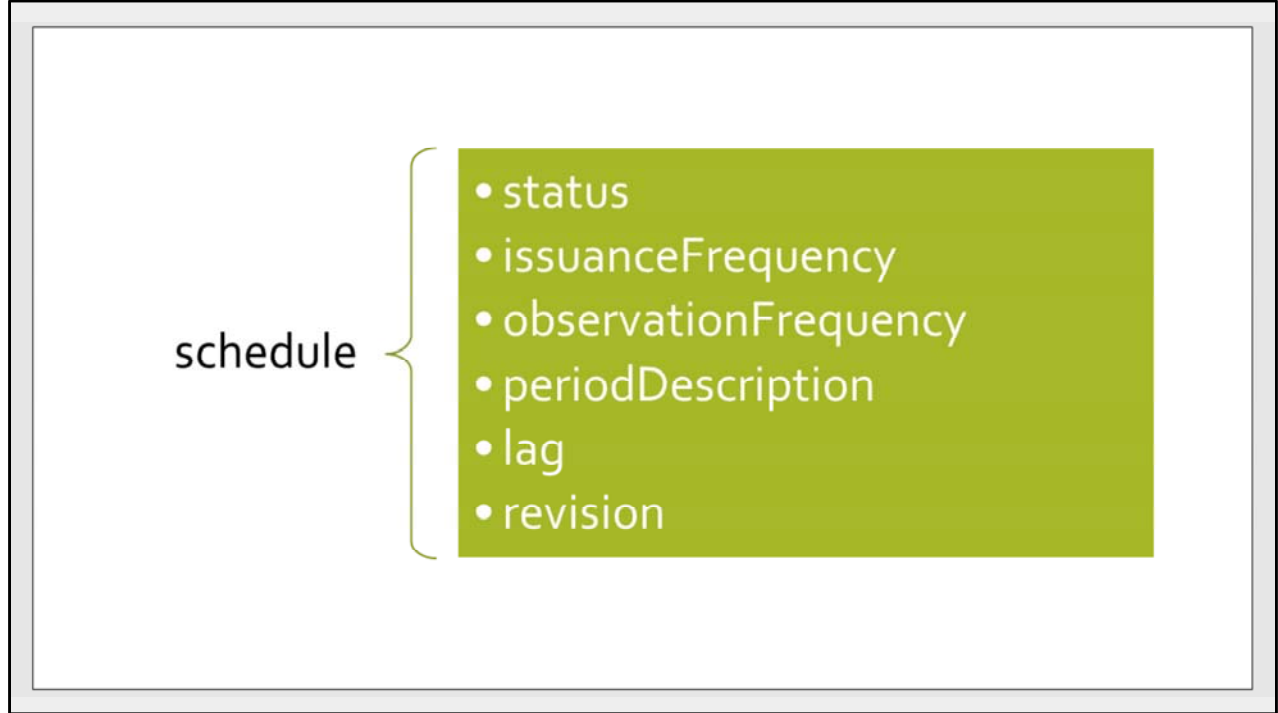 schedule
• status
• issuanceFrequency
• observationFrequency
• periodDescription
• lag
• revision